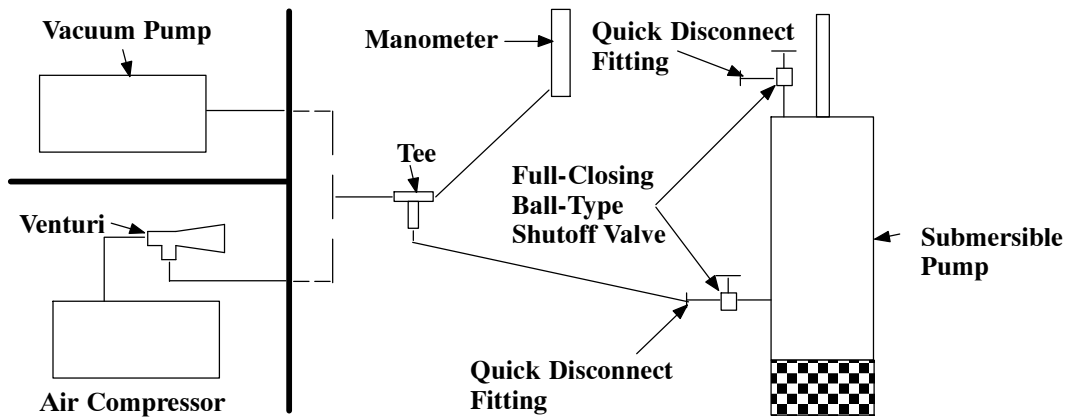 Vacuum Pump
Manometer
Quick Disconnect
Fitting
Tee
Full-Closing
Ball-Type
Shutoff Valve
Venturi
Submersible
Pump
Quick Disconnect
Fitting
Air Compressor